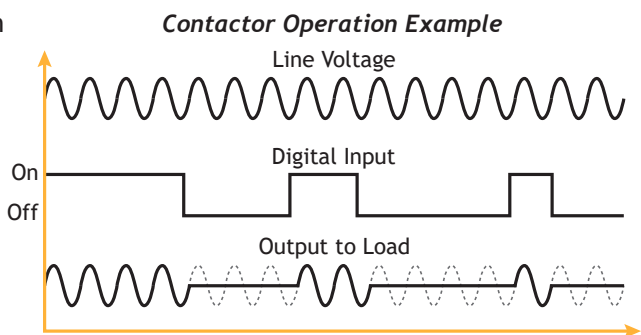 Contactor Operation Example
Line Voltage
Digital Input
On
Off
Output to Load